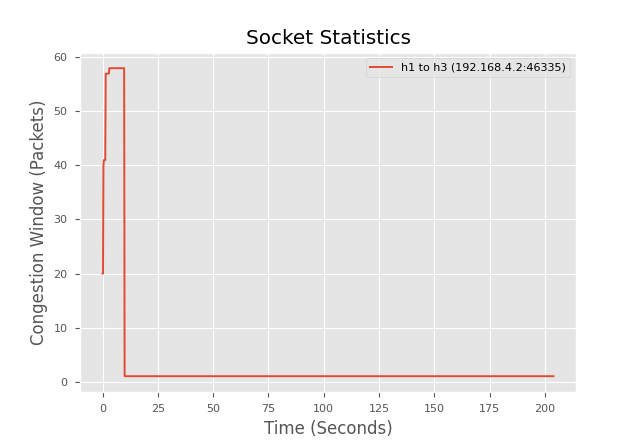 Socket Statistics
h1 to h3 (192.168.4.2:46335)
Congestion Window (Packets)
60
50
40
30
20
10
0
0 25 50 75 100 125 150 175 200
Time (Seconds)